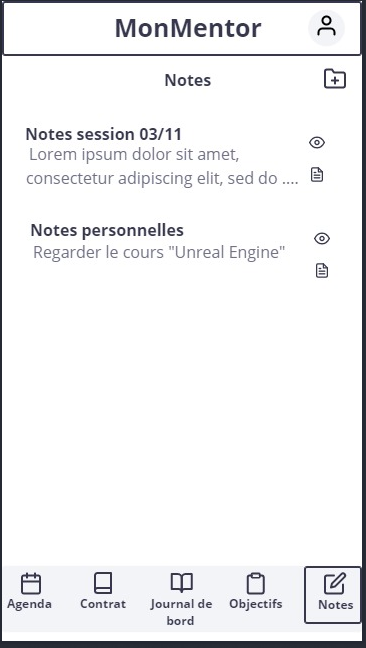 MonMentor
Notes
Notes session 03/11
Lorem ipsum dolor sit amet,
consectetur adipiscing elit, sed do ....
Notes personnelles
Regarder le cours "Unreal Engine"
Agenda
Contrat
Journal de
bord
Objectifs
Notes